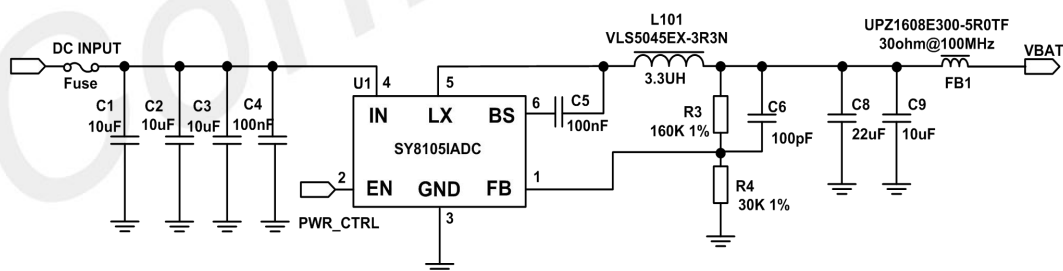 L101
VLS5045EX-3R3N
UPZ1608E300-5R0TF
30ohm@100MHz
DC INPUT
VBAT
Fuse
3.3UH
FB1
U1
4
5
C1
10uF
C2
10uF
C3
10uF
C4
100nF
IN
LX
BS
6
C5
100nF
R3
160K 1%
C6
100pF
C8
22uF
C9
10uF
SY8105IADC
2
EN
GND
FB
1
R4
30K 1%
PWR_CTRL
3